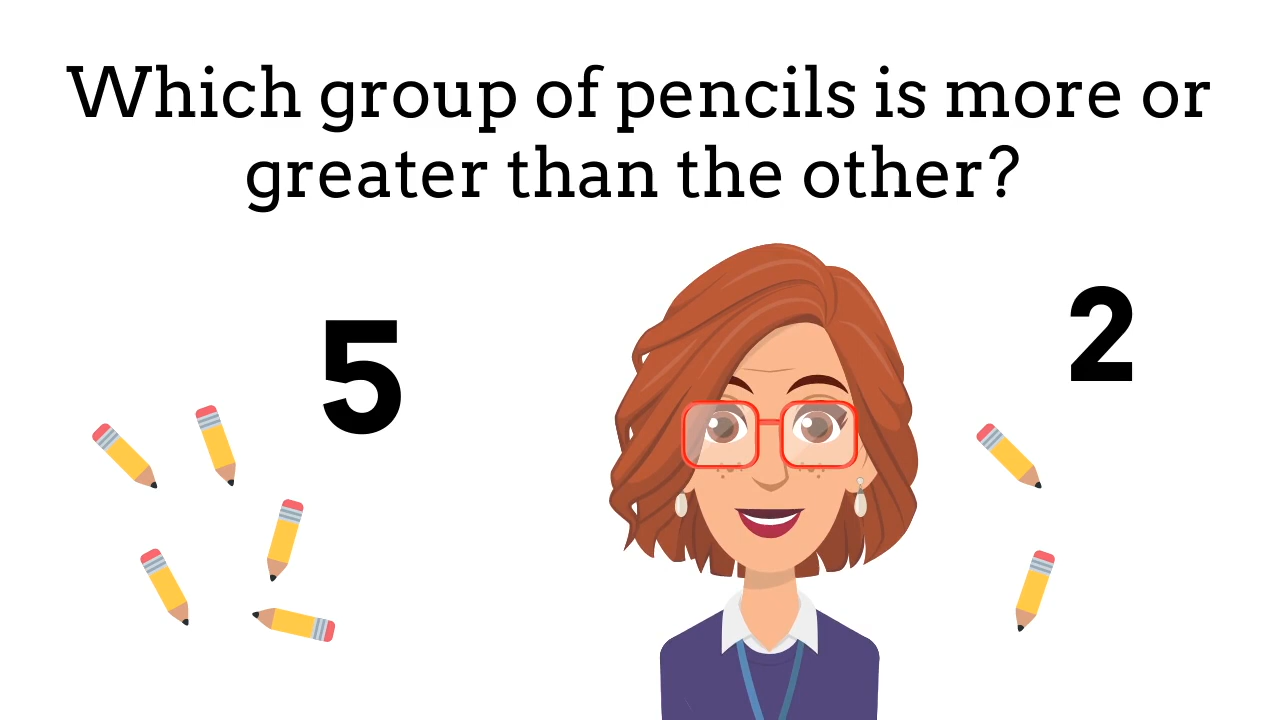 Which group of pencils is more or
greater than the other?
5
2